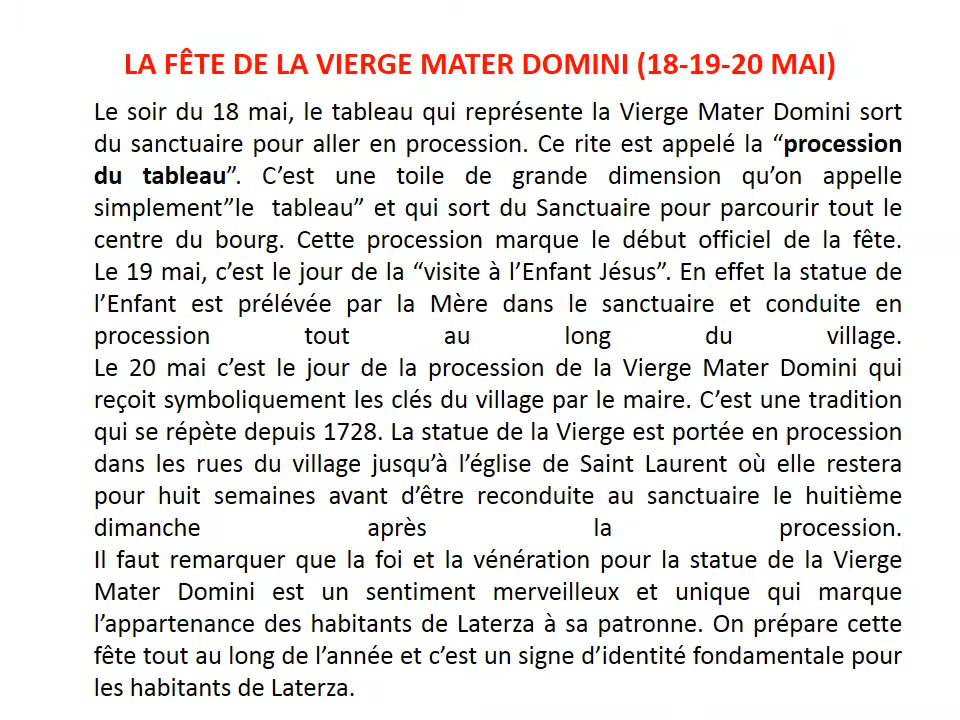 LA FÊTE DE LA VIERGE MATER DOMINI (18-19-20 MAI)
Le soir du 18 mai, le tableau qui représente la Vierge Mater Domini sort
du sanctuaire pour aller en procession. Ce rite est appelé la “procession
du tableau”. C’est une toile de grande dimension qu’on appelle
simplement”le tableau” et qui sort du Sanctuaire pour parcourir tout le
centre du bourg. Cette procession marque le début officiel de la fête.
Le 19 mai, c’est le jour de la “visite à l’Enfant Jésus”. En effet la statue de
l’Enfant est prélévée par la Mère dans le sanctuaire et conduite en
procession tout au long du village.
Le 20 mai c’est le jour de la procession de la Vierge Mater Domini qui
reçoit symboliquement les clés du village par le maire. C’est une tradition
qui se répète depuis 1728. La statue de la Vierge est portée en procession
dans les rues du village jusqu’à l’église de Saint Laurent où elle restera
pour huit semaines avant d’être reconduite au sanctuaire le huitième
dimanche après la procession.
Il faut remarquer que la foi et la vénération pour la statue de la Vierge
Mater Domini est un sentiment merveilleux et unique qui marque
l’appartenance des habitants de Laterza à sa patronne. On prépare cette
fête tout au long de l’année et c’est un signe d’identité fondamentale pour
les habitants de Laterza.